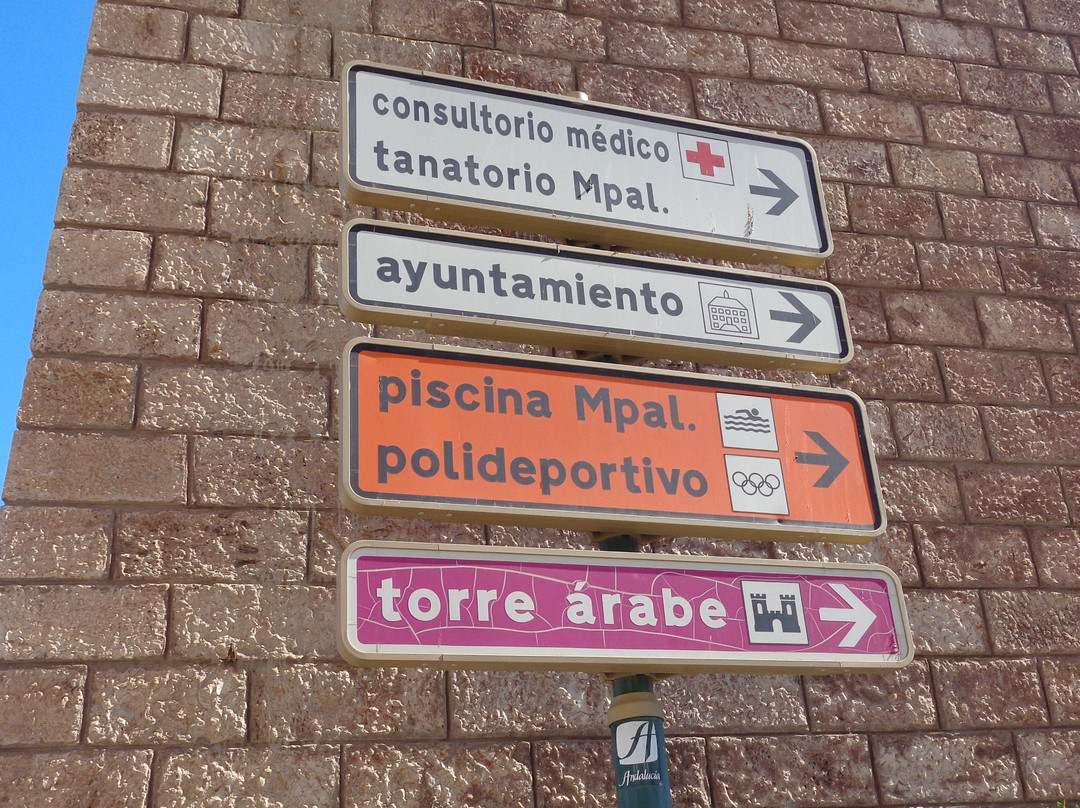 consultorio médico
tanatorio Mpal.
ayuntamiento
piscina Mpal.
polideportivo
torre árabe
Andalucía